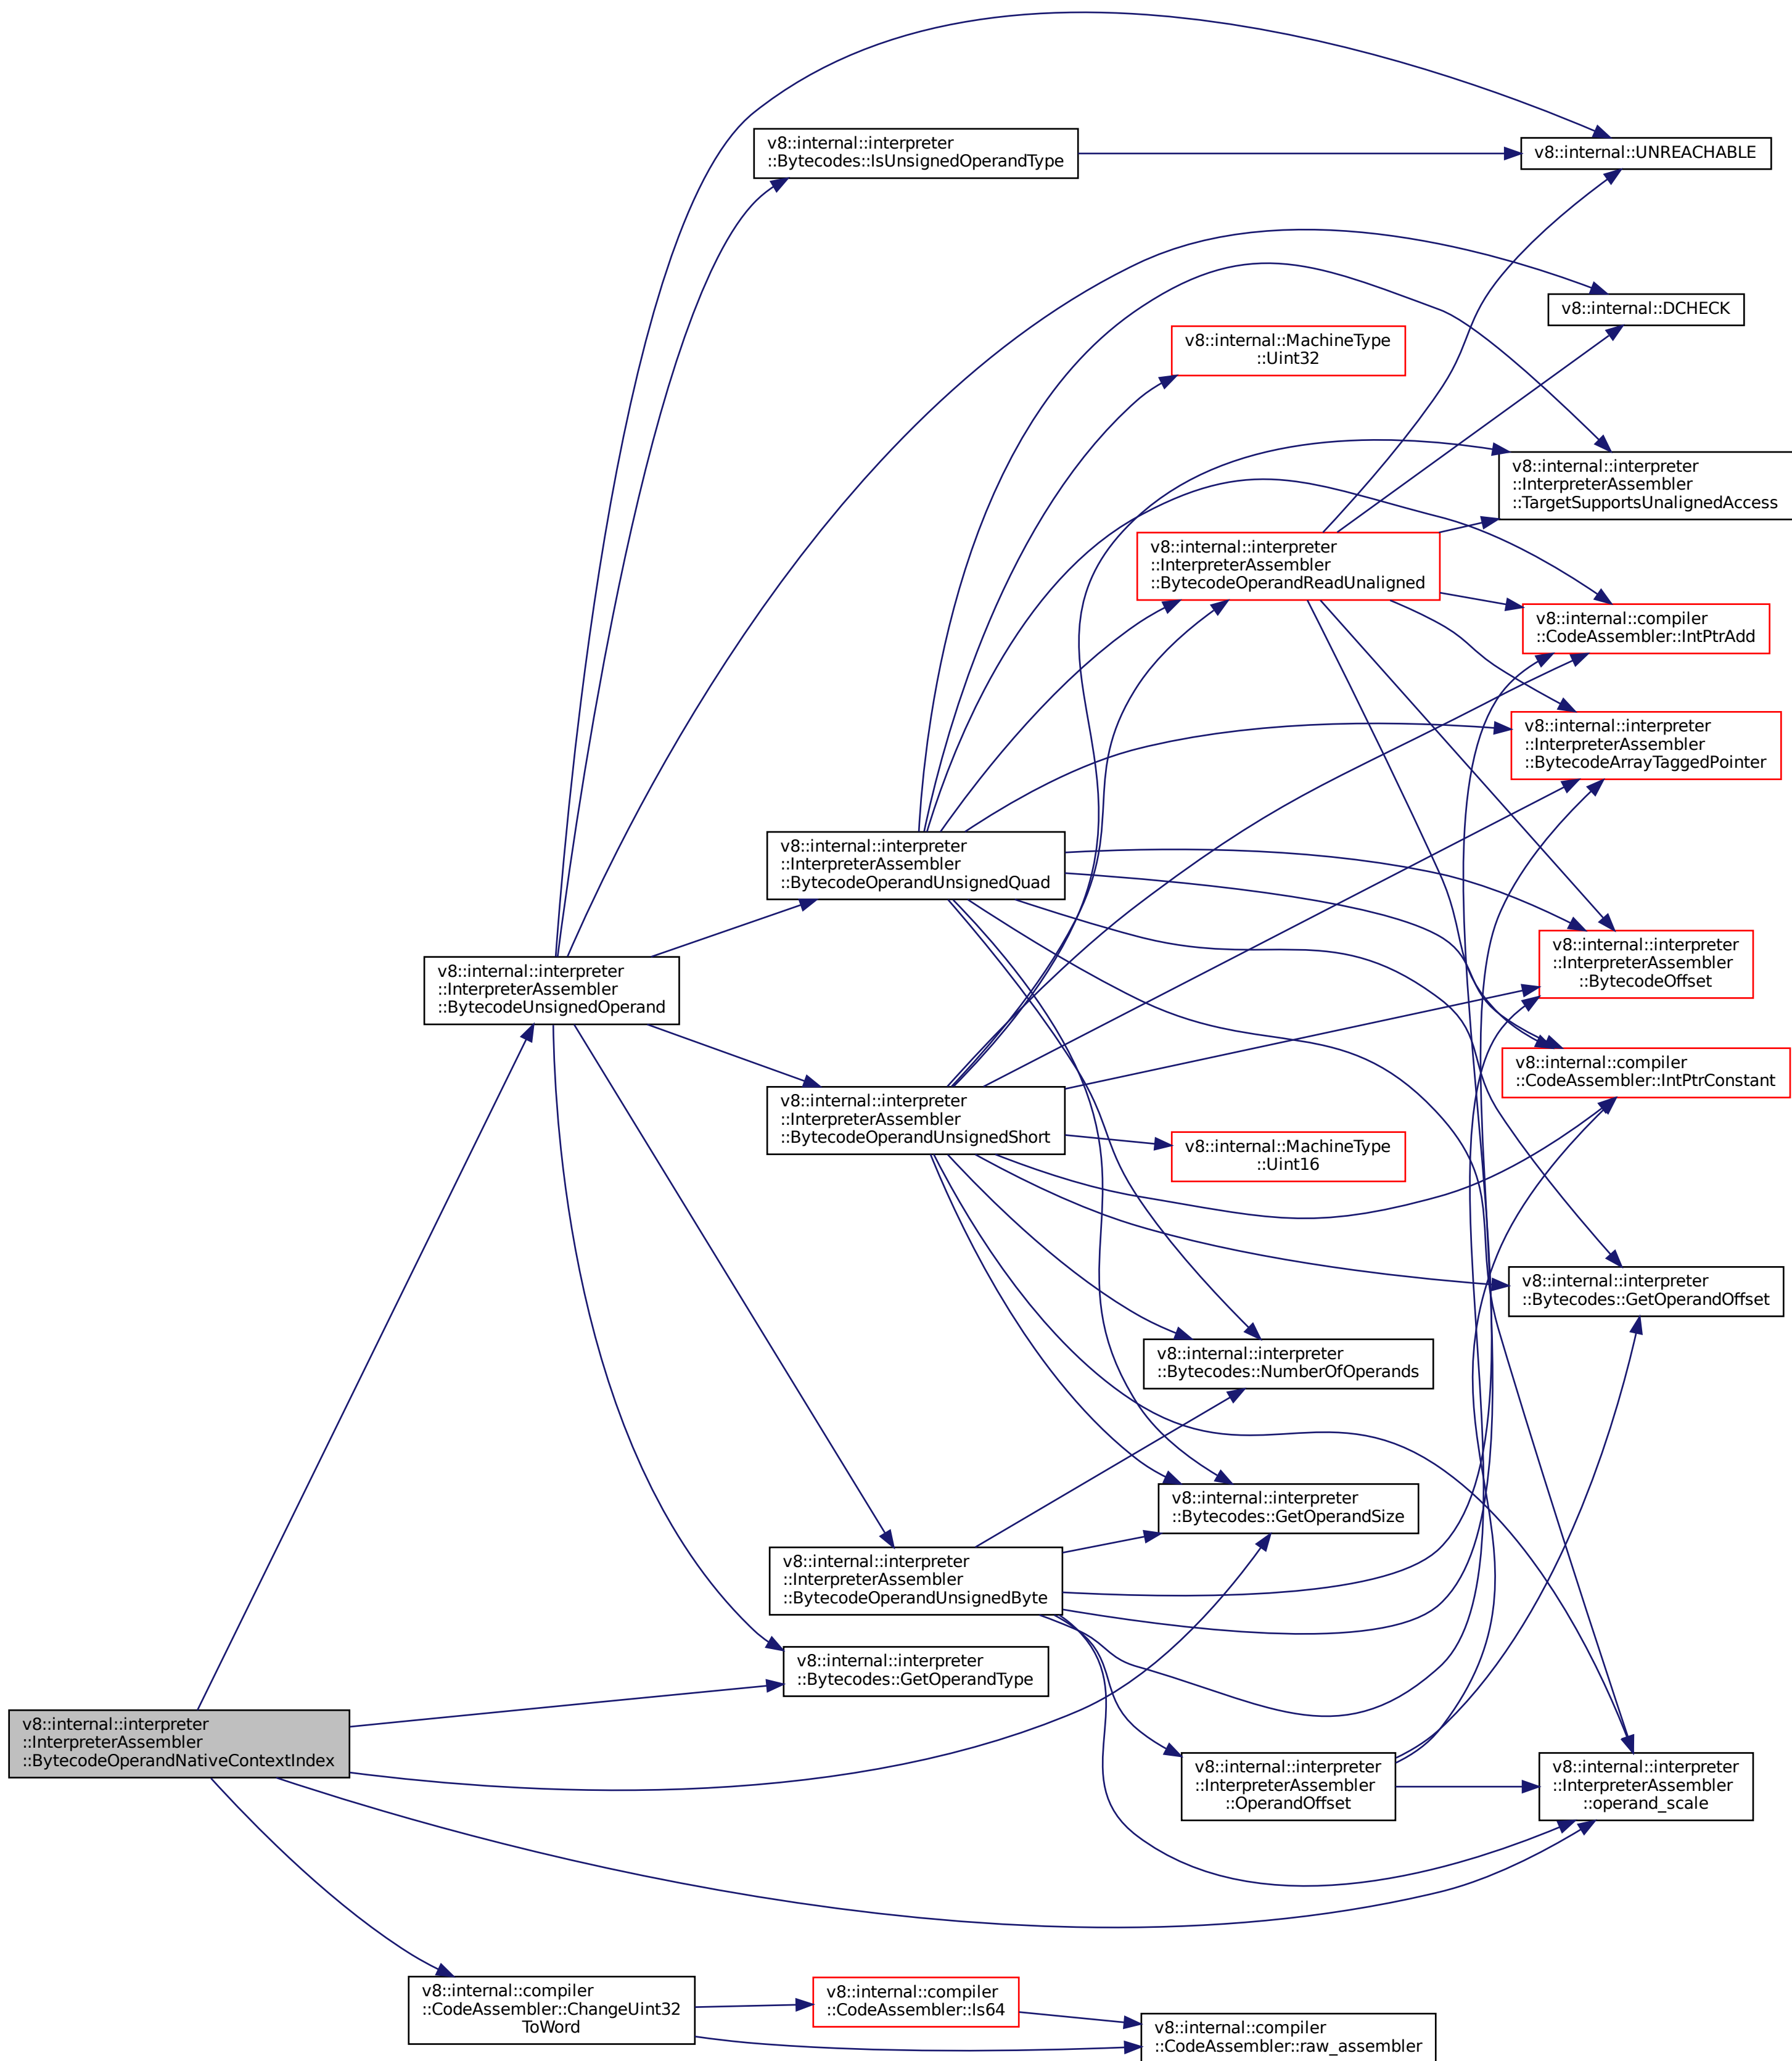 v8::internal::interpreter
::Bytecodes::IsUnsignedOperandType
v8::internal::UNREACHABLE
v8::internal::DCHECK
v8::internal::MachineType
::Uint32
v8::internal::interpreter
::InterpreterAssembler
::TargetSupportsUnalignedAccess
v8::internal::interpreter
::InterpreterAssembler
::BytecodeOperandReadUnaligned
v8::internal::compiler
::CodeAssembler::IntPtrAdd
v8::internal::interpreter
::InterpreterAssembler
::BytecodeArrayTaggedPointer
v8::internal::interpreter
::InterpreterAssembler
::BytecodeOperandUnsignedQuad
v8::internal::interpreter
::InterpreterAssembler
::BytecodeOffset
v8::internal::interpreter
::InterpreterAssembler
::BytecodeUnsignedOperand
v8::internal::compiler
::CodeAssembler::IntPtrConstant
v8::internal::interpreter
::InterpreterAssembler
::BytecodeOperandUnsignedShort
v8::internal::MachineType
::Uint16
v8::internal::interpreter
::Bytecodes::GetOperandOffset
v8::internal::interpreter
::Bytecodes::NumberOfOperands
v8::internal::interpreter
::Bytecodes::GetOperandSize
v8::internal::interpreter
::InterpreterAssembler
::BytecodeOperandUnsignedByte
v8::internal::interpreter
::Bytecodes::GetOperandType
v8::internal::interpreter
::InterpreterAssembler
::BytecodeOperandNativeContextIndex
v8::internal::interpreter
::InterpreterAssembler
::OperandOffset
v8::internal::interpreter
::InterpreterAssembler
::operand_scale
v8::internal::compiler
::CodeAssembler::ChangeUint32
ToWord
v8::internal::compiler
::CodeAssembler::Is64
v8::internal::compiler
::CodeAssembler::raw_assembler